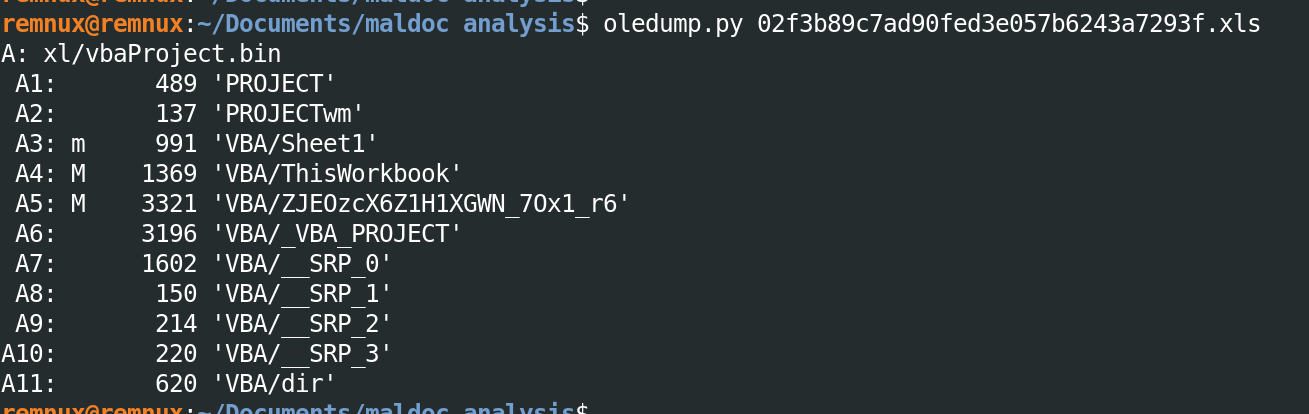 remnux@remnux:~/Documents/maldoc analysis$
remnux@remnux:~/Documents/maldoc analysis$ oledump.py 02f3b89c7ad90fed3e057b6243a7293f.xls
A: xl/vbaProject.bin
 A1:       489 'PROJECT'
 A2:       137 'PROJECTwm'
 A3: m     991 'VBA/Sheet1'
 A4: M    1369 'VBA/ThisWorkbook'
 A5: M    3321 'VBA/ZJEOzcX6Z1H1XGWN_7Ox1_r6'
 A6:      3196 'VBA/_VBA_PROJECT'
 A7:      1602 'VBA/__SRP_0'
 A8:       150 'VBA/__SRP_1'
 A9:       214 'VBA/__SRP_2'
A10:       220 'VBA/__SRP_3'
A11:       620 'VBA/dir'
remnux@remnux:~/Documents/maldoc analysis$